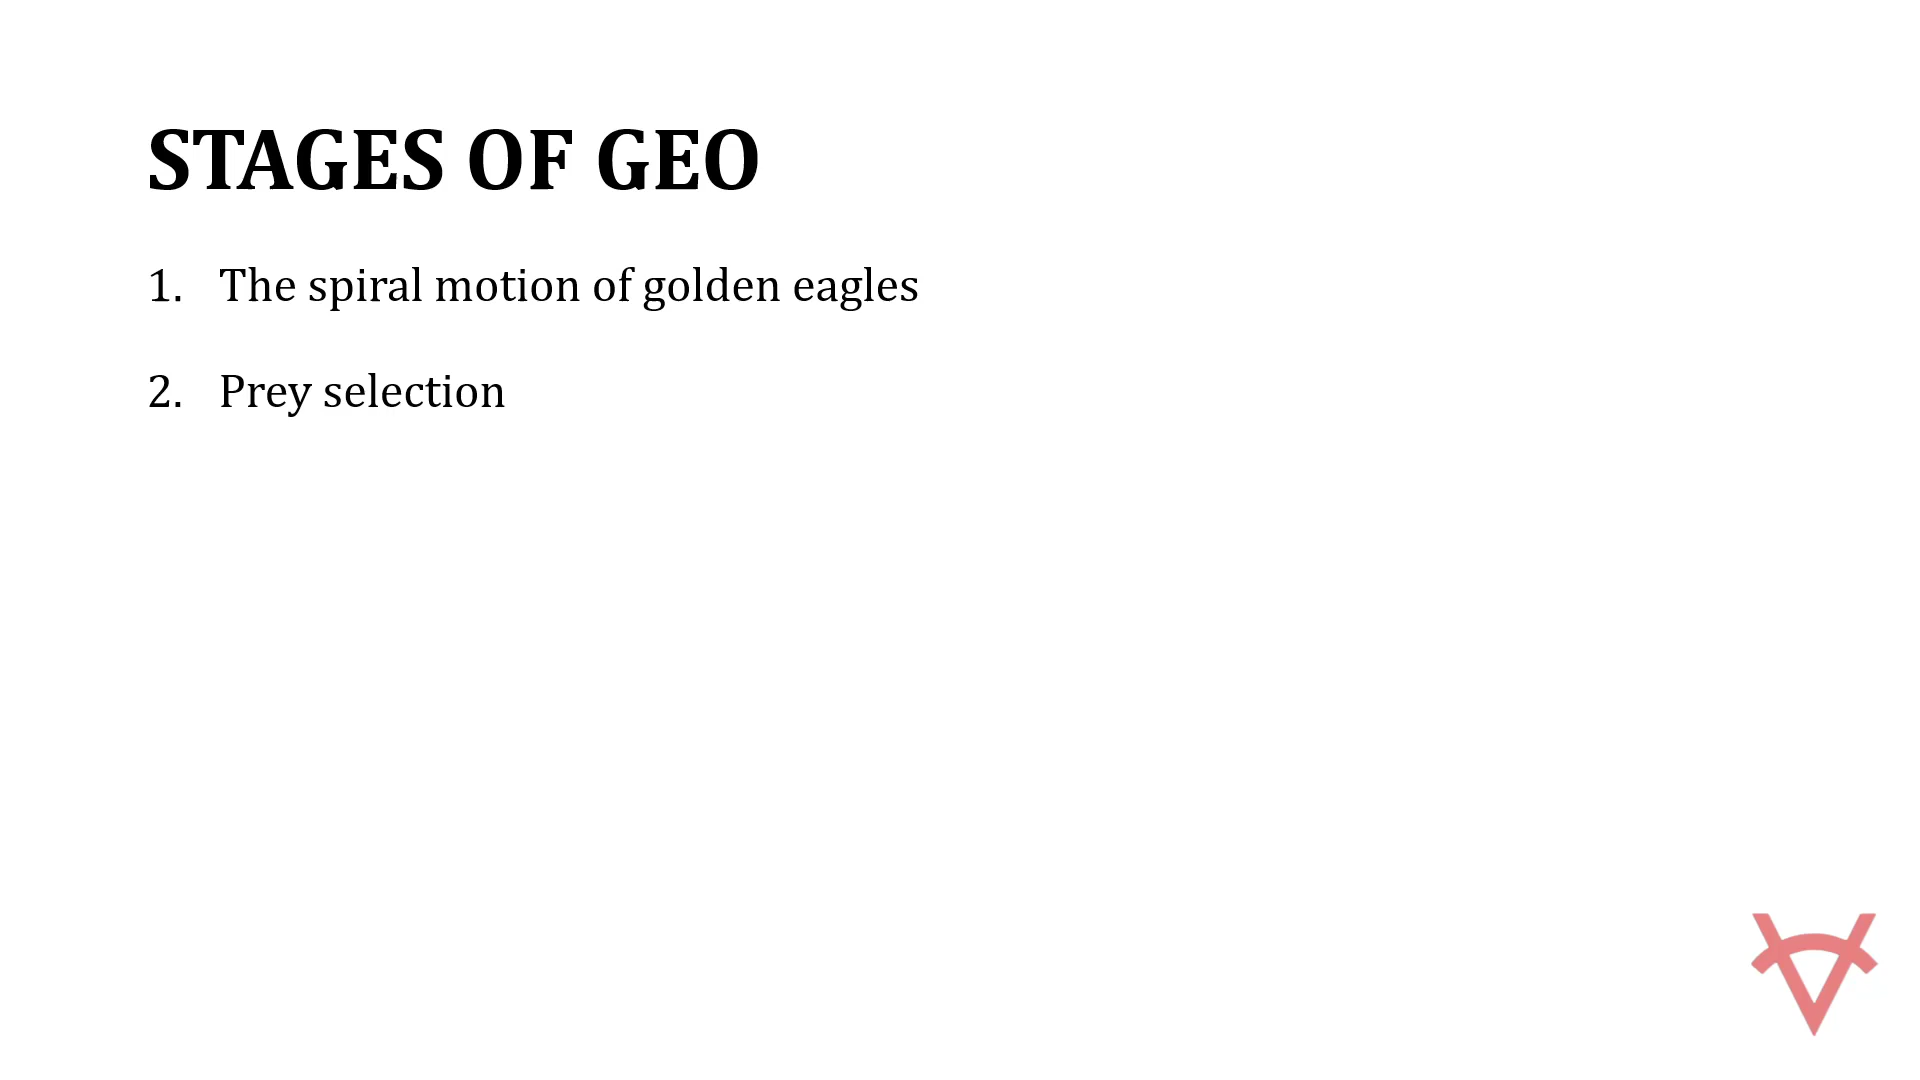 STAGES OF GEO
1. The spiral motion of golden eagles
2. Prey selection